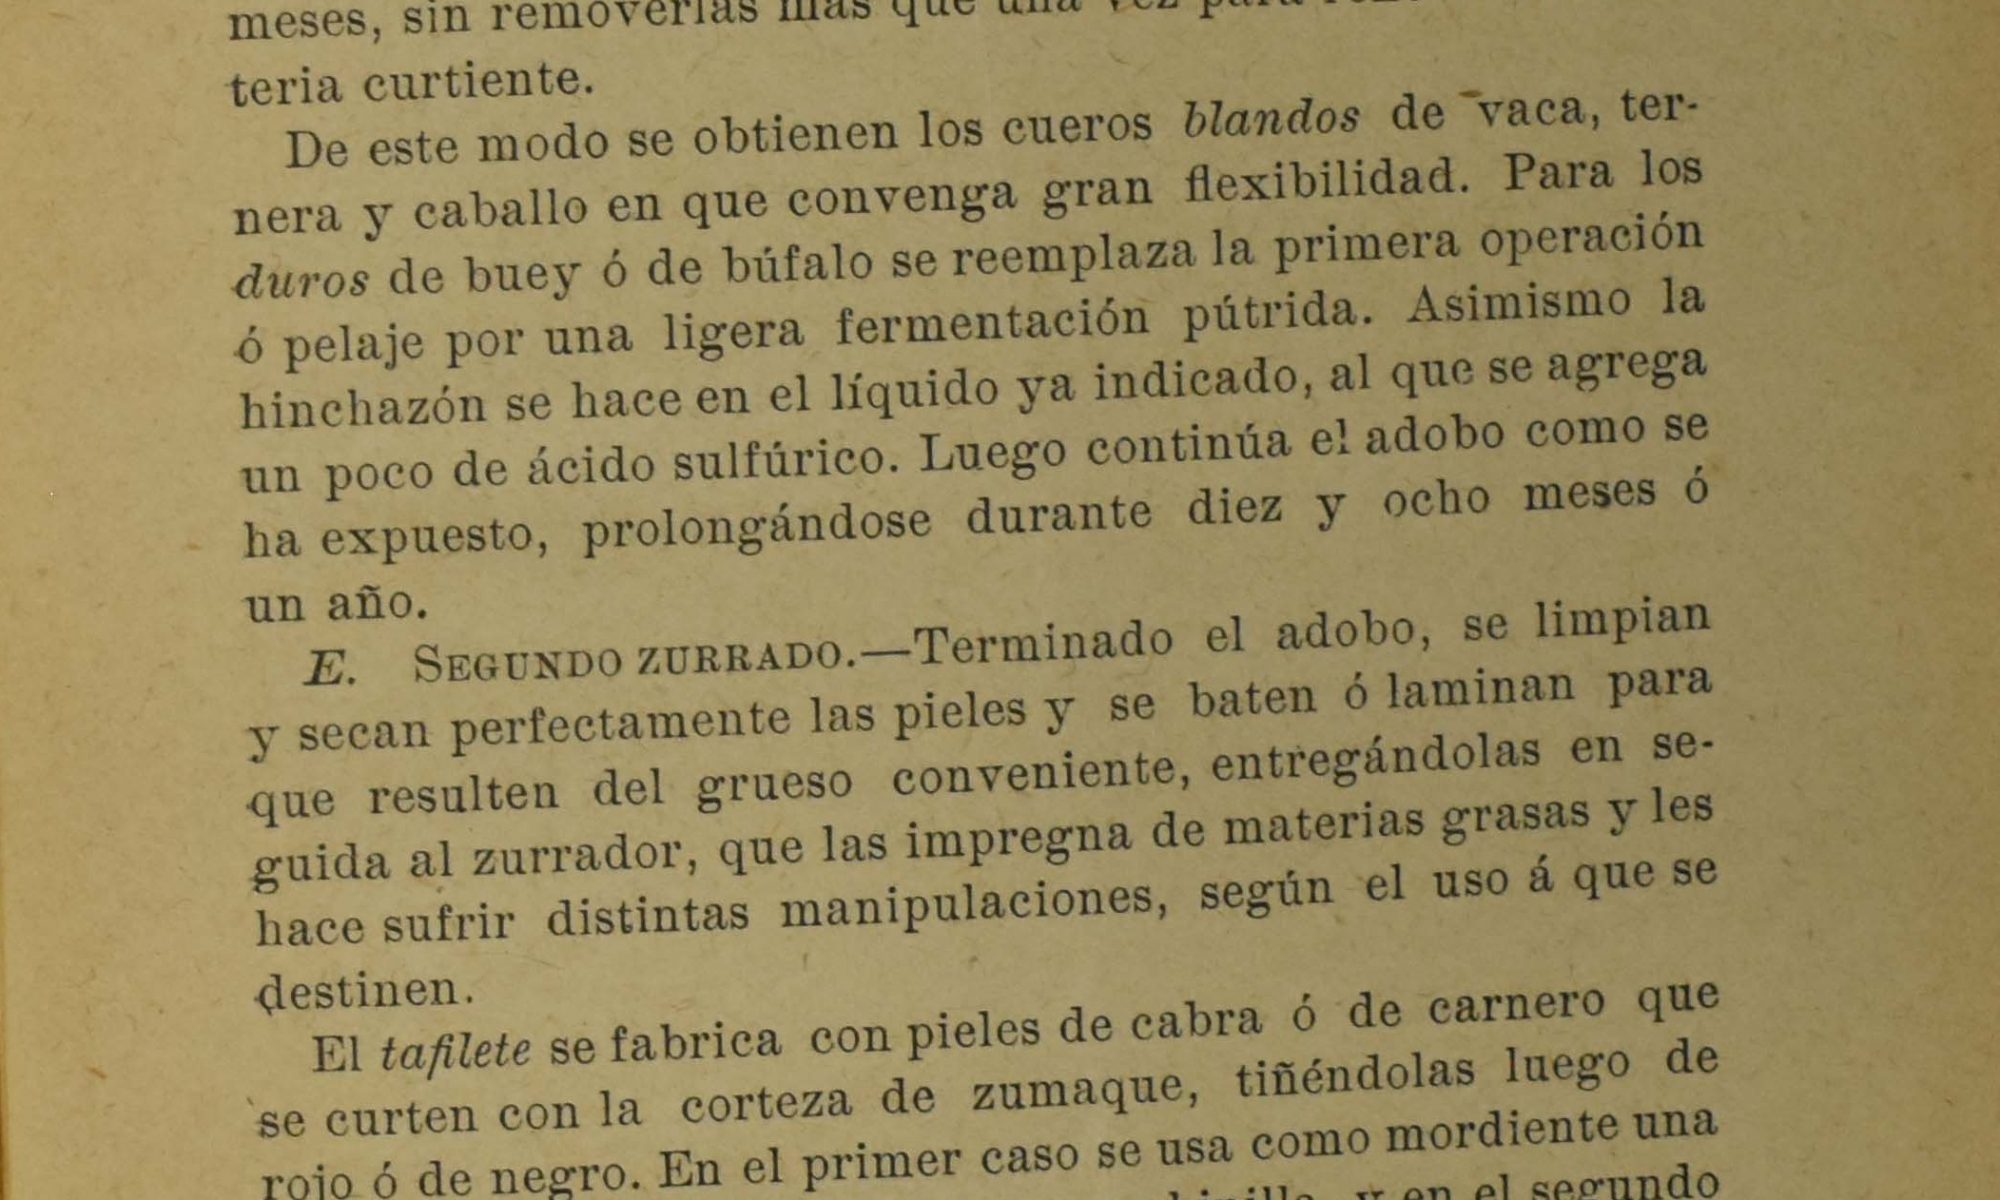 meses, sin removerlas más que una vez para
teria curtiente.
De este modo se obtienen los cueros blandos de vaca, ter-
nera y caballo en que convenga gran flexibilidad. Para los
duros de buey ó de búfalo se reemplaza la primera operación
ó pelaje por una ligera fermentación pútrida. Asimismo la
hinchazón se hace en el líquido ya indicado, al que se agrega
un poco de ácido sulfúrico. Luego continúa el adobo como se
ha expuesto, prolongándose durante diez y ocho meses ó
un año.
E. SEGUNDO ZURRADO.—Terminado el adobo, se limpian
y secan perfectamente las pieles y se baten ó laminan para
que resulten del grueso conveniente, entregándolas en se-
guida al zurrador, que las impregna de materias grasas y les
hace sufrir distintas manipulaciones, según el uso á que se
destinen.
El tafilete se fabrica con pieles de cabra ó de carnero que
se curten con la corteza de zumaque, tiñéndolas luego de
rojo ó de negro. En el primer caso se usa como mordiente una
y en el segundo